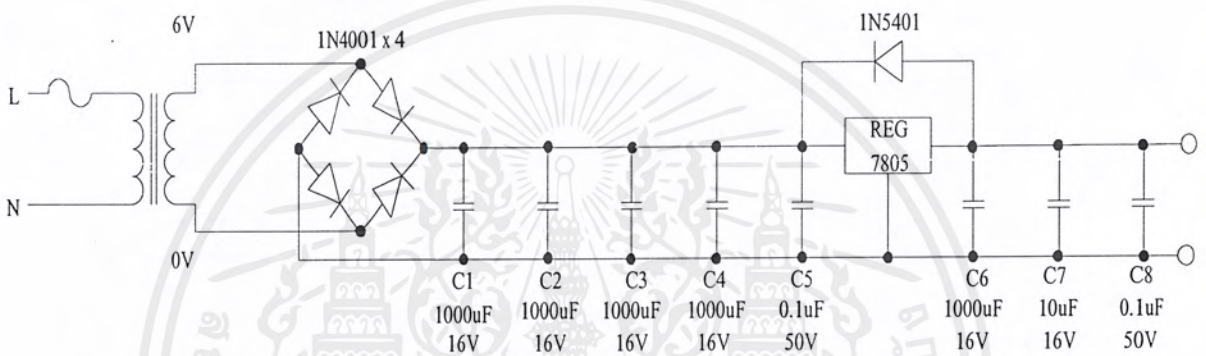 6V
1N4001 x 4
1N5401
L
REG
7805
N
0V
C1 C2 C3 C4 C5 C6 C7 C8
1000uF 1000uF 1000uF 1000uF 0.1uF 1000uF 10uF 0.1uF
16V 16V 16V 16V 50V 16V 16V 50V